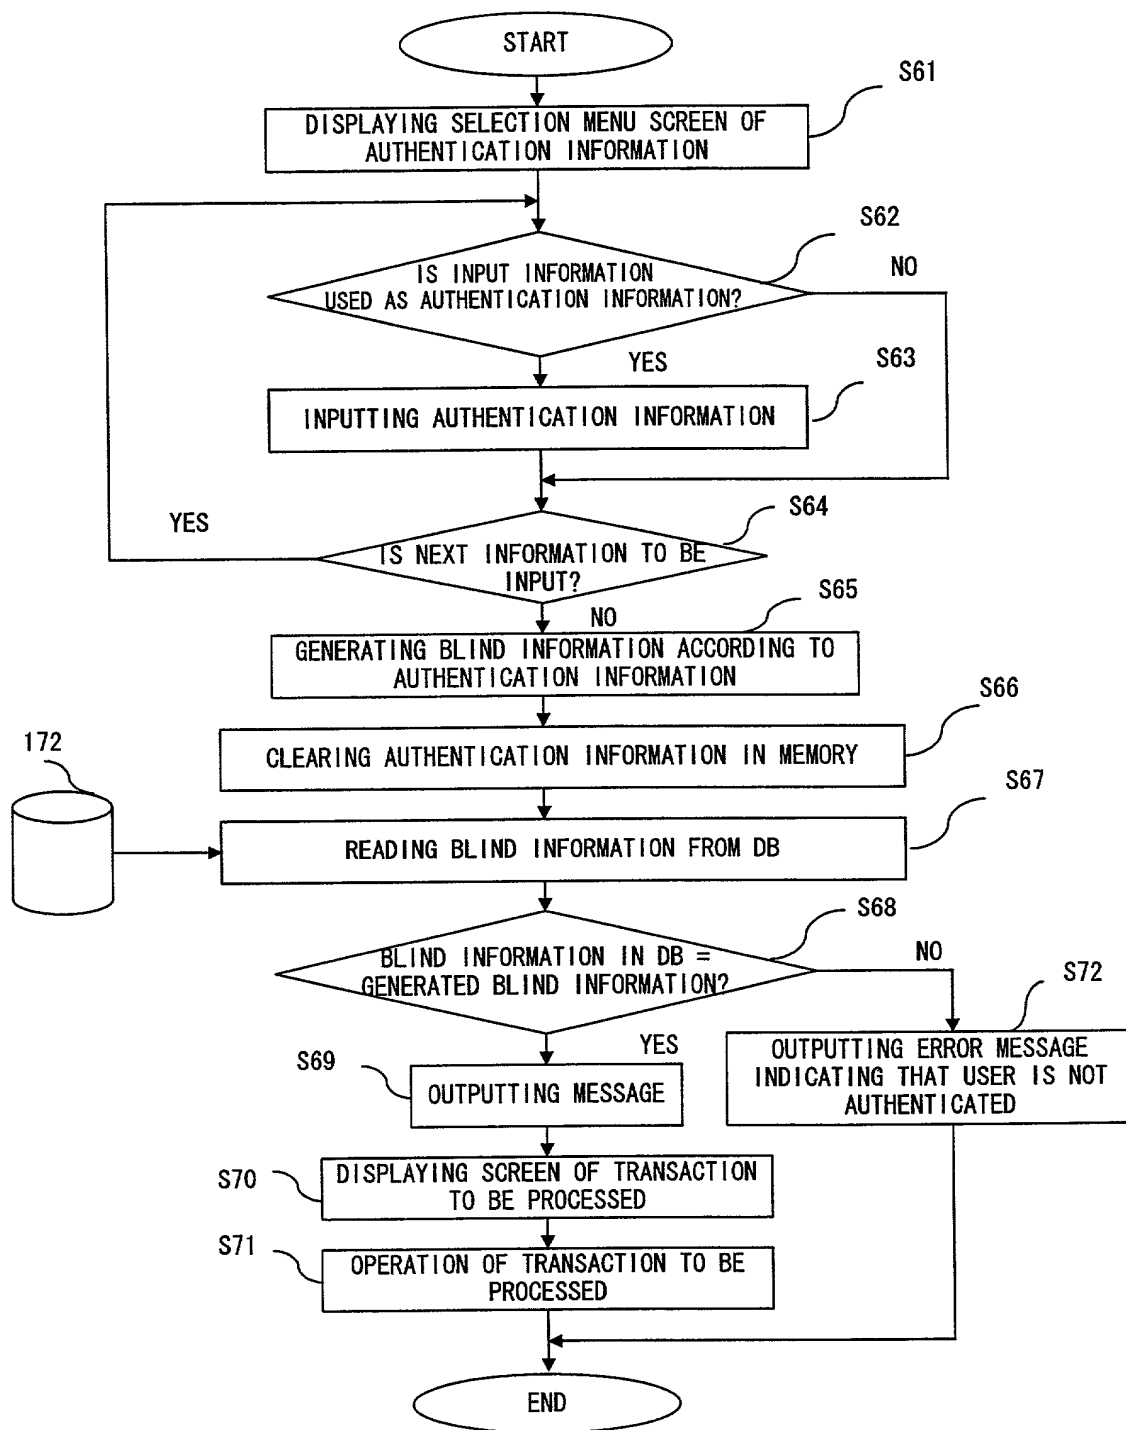 START
S61
DISPLAYING SELECTION MENU SCREEN OF
AUTHENTICATION INFORMATION
S62
IS INPUT INFORMATION
USED AS AUTHENTICATION INFORMATION?
NO
YES
S63
INPUTTING AUTHENTICATION INFORMATION
S64
YES
IS NEXT INFORMATION TO BE
INPUT?
NO
S65
GENERATING BLIND INFORMATION ACCORDING TO
AUTHENTICATION INFORMATION
S66
CLEARING AUTHENTICATION INFORMATION IN MEMORY
172
S67
READING BLIND INFORMATION FROM DB
S68
BLIND INFORMATION IN DB =
GENERATED BLIND INFORMATION?
NO
S72
YES
OUTPUTTING ERROR MESSAGE
INDICATING THAT USER IS NOT
AUTHENTICATED
S69
OUTPUTTING MESSAGE
S70
DISPLAYING SCREEN OF TRANSACTION
TO BE PROCESSED
S71
OPERATION OF TRANSACTION TO BE
PROCESSED
END